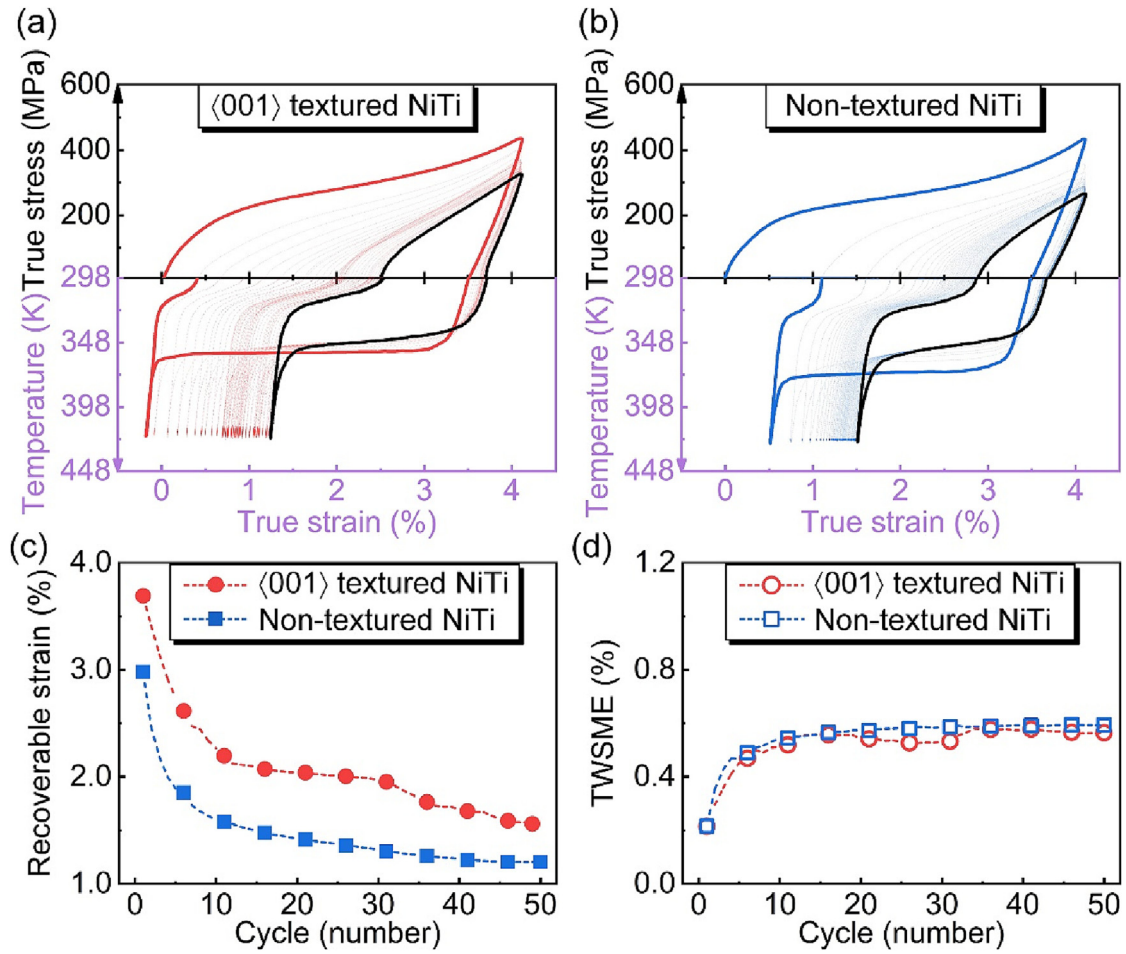 (a)
True stress (MPa)
600
400
200
298
Temperature (K)
348
398
448
⟨001⟩ textured NiTi
0 1 2 3 4
True strain (%)
(b)
True stress (MPa)
600
400
200
298
Temperature (K)
348
398
448
Non-textured NiTi
0 1 2 3 4
True strain (%)
(c)
Recoverable strain (%)
4.0
3.0
2.0
1.0
⟨001⟩ textured NiTi
Non-textured NiTi
0 10 20 30 40 50
Cycle (number)
(d)
TWSME (%)
1.2
0.8
0.4
0.0
⟨001⟩ textured NiTi
Non-textured NiTi
0 10 20 30 40 50
Cycle (number)